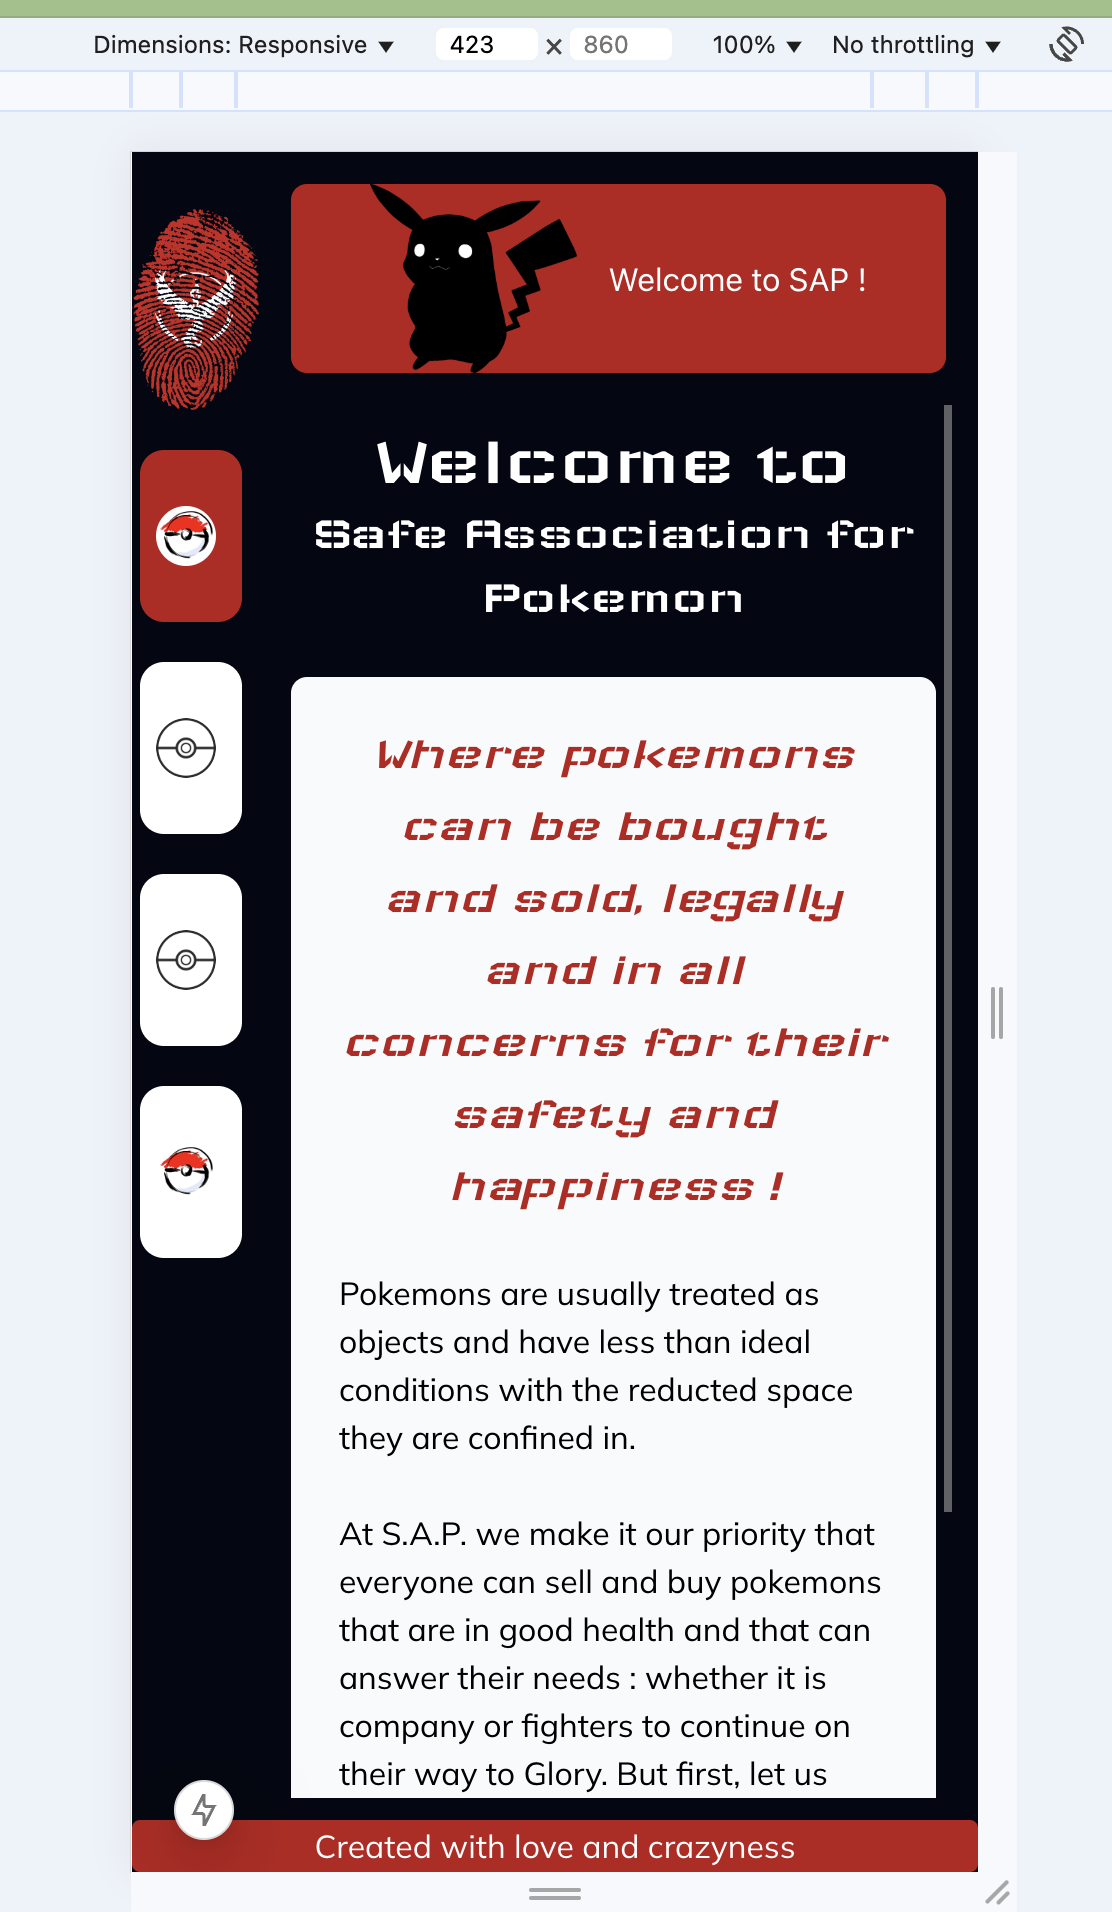 Dimensions: Responsive ▼ 423 × 860 100% ▼ No throttling ▼
Welcome to SAP !
Welcome to
Safe Association for
Pokemon
Where pokemons
can be bought
and sold, legally
and in all
concerns for their
safety and
happiness !
Pokemons are usually treated as
objects and have less than ideal
conditions with the reducted space
they are confined in.
At S.A.P. we make it our priority that
everyone can sell and buy pokemons
that are in good health and that can
answer their needs : whether it is
company or fighters to continue on
their way to Glory. But first, let us
Created with love and crazyness